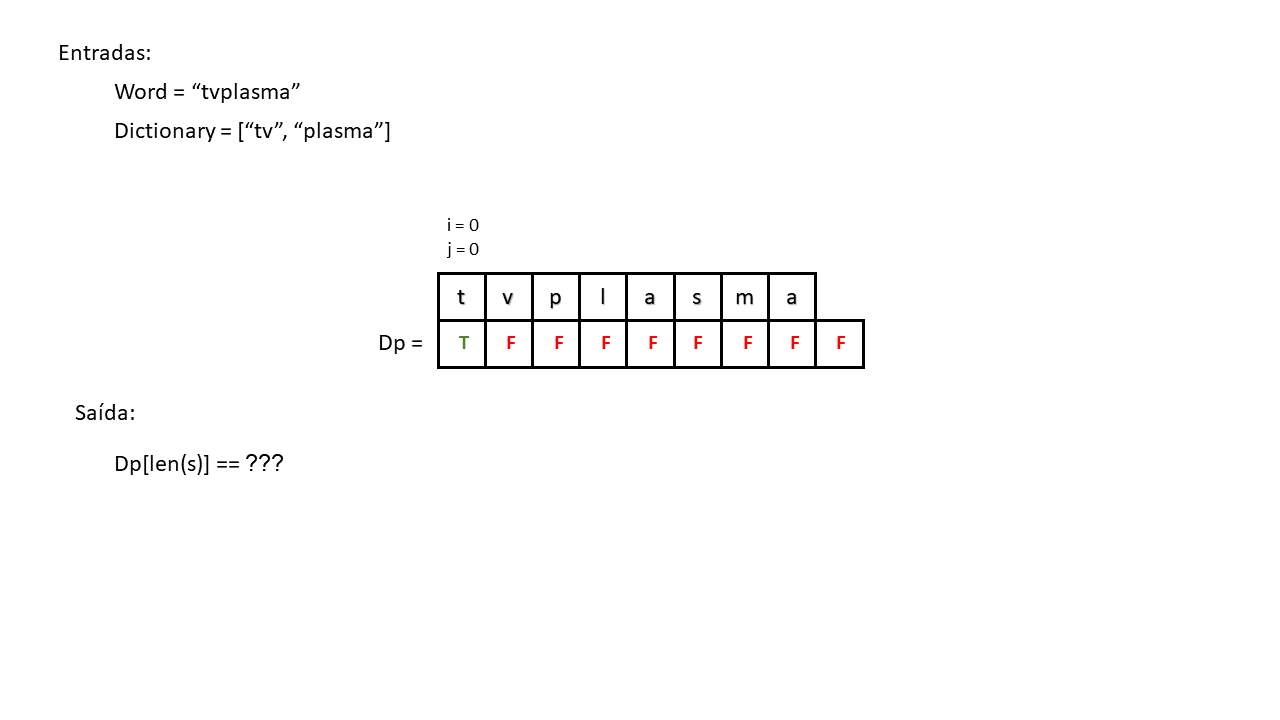 Entradas:
Word = “tvplasma”
Dictionary = [“tv”, “plasma”]
i = 0
j = 0
t v p l a s m a
Dp = T F F F F F F F F
Saída:
Dp[len(s)] == ???